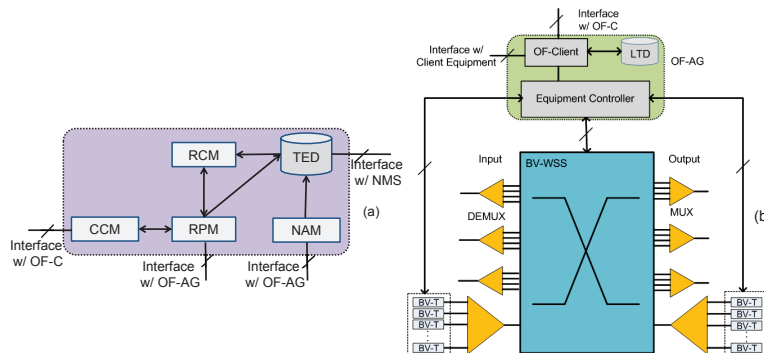 RCM
TED
Interface
w/ NMS
(a)
CCM
RPM
NAM
Interface
w/ OF-C
Interface
w/ OF-AG
Interface
w/ OF-AG
Interface
w/ OF-C
Interface w/
Client Equipment
OF-Client
LTD
OF-AG
Equipment Controller
Input
BV-WSS
Output
DEMUX
MUX
(b
BV-T
BV-T
BV-T
BV-T
BV-T
BV-T
BV-T
BV-T